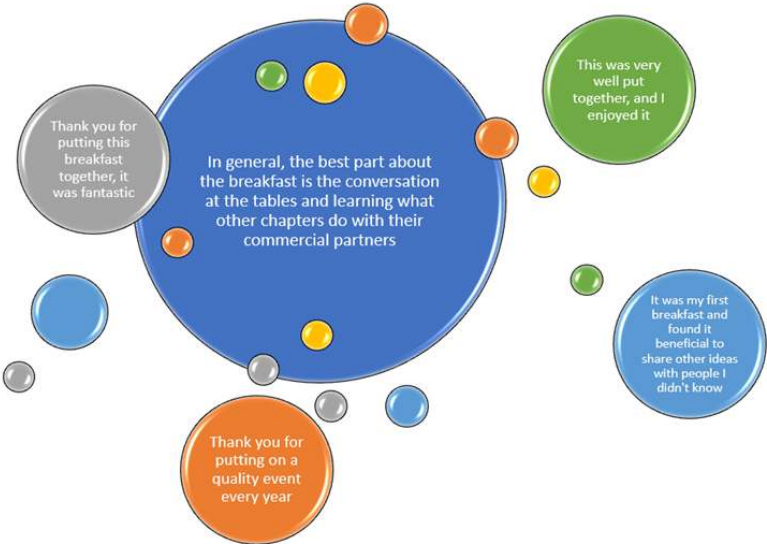 This was very
well put
together, and I
enjoyed it
Thank you for
putting this
breakfast
together, it
was fantastic
In general, the best part about
the breakfast is the conversation
at the tables and learning what
other chapters do with their
commercial partners
It was my first
breakfast and
found it
beneficial to
share other ideas
with people I
didn't know
Thank you for
putting on a
quality event
every year